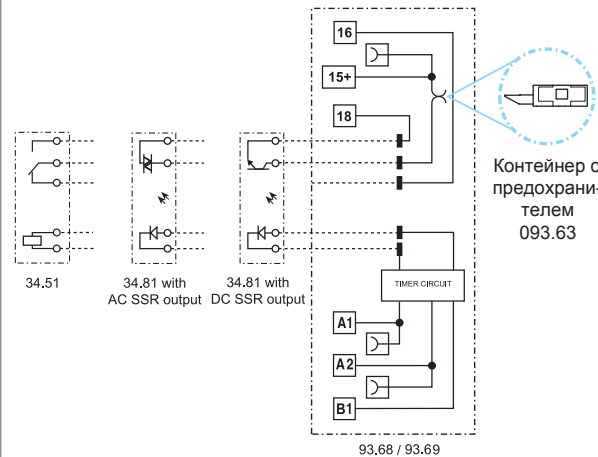 16
15+
18
Контейнер с
предохрани-
телем
093.63
34.51
34.81 with
AC SSR output
34.81 with
DC SSR output
TIMER CIRCUIT
A1
A2
B1
93.68 / 93.69